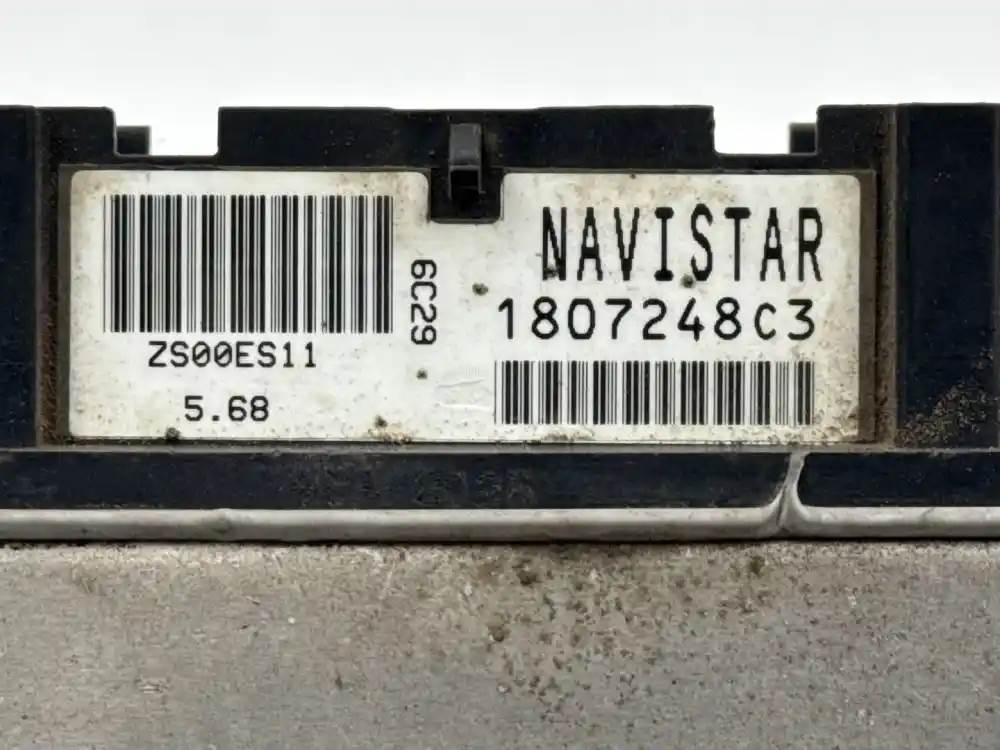 ZS00ES11
5.68
6C29
NAVISTAR
1807248C3